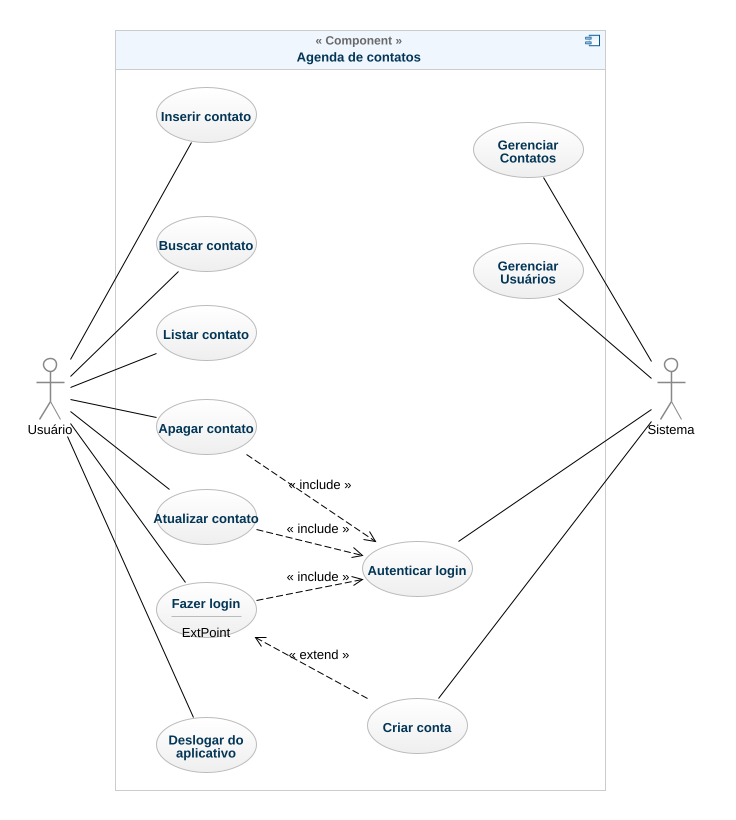 « Component »
Agenda de contatos
Inserir contato
Gerenciar
Contatos
Buscar contato
Gerenciar
Usuários
Listar contato
Usuário
Sistema
Apagar contato
« include »
Atualizar contato
« include »
Autenticar login
« include »
Fazer login
ExtPoint
« extend »
Criar conta
Deslogar do
aplicativo